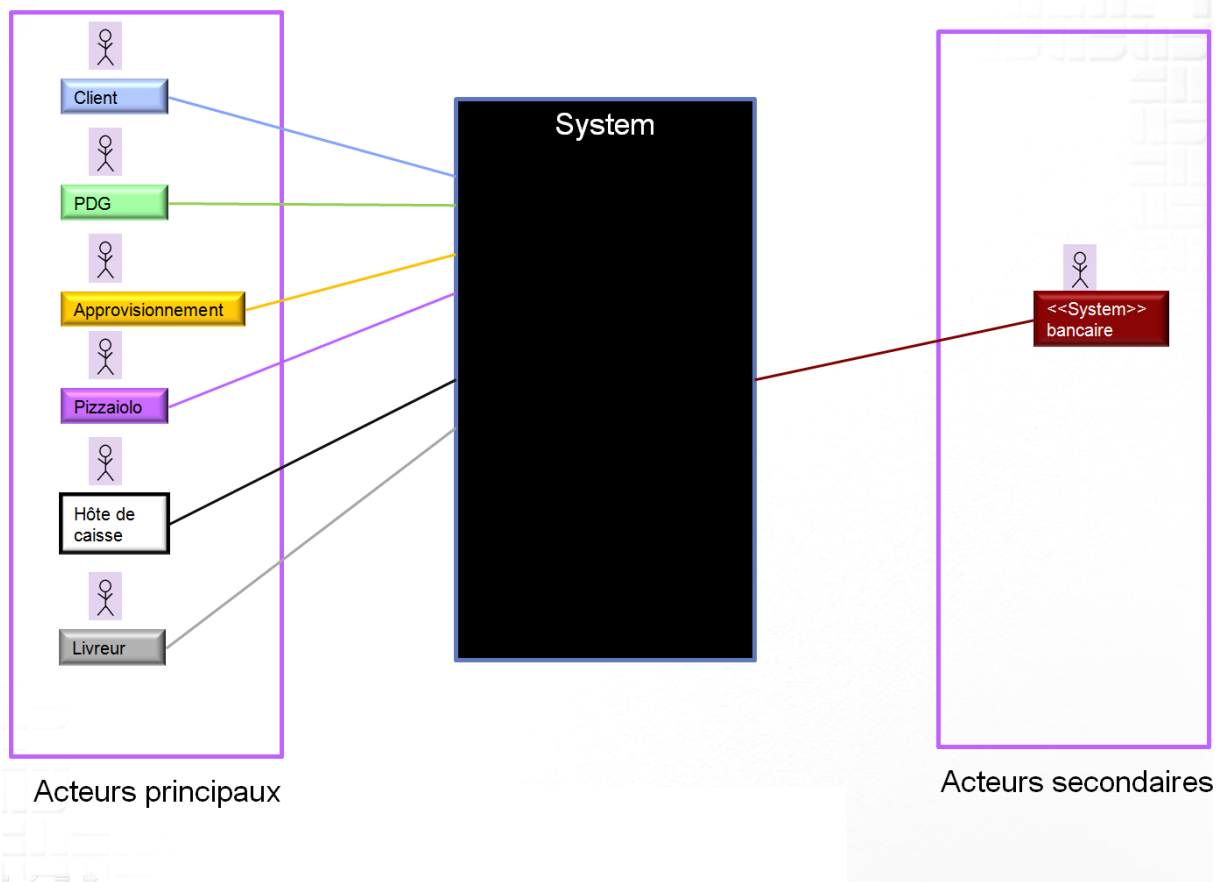 Client
PDG
Approvisionnement
Pizzaiolo
Hôte de
caisse
Livreur
Acteurs principaux
System
<<System>>
bancaire
Acteurs secondaires